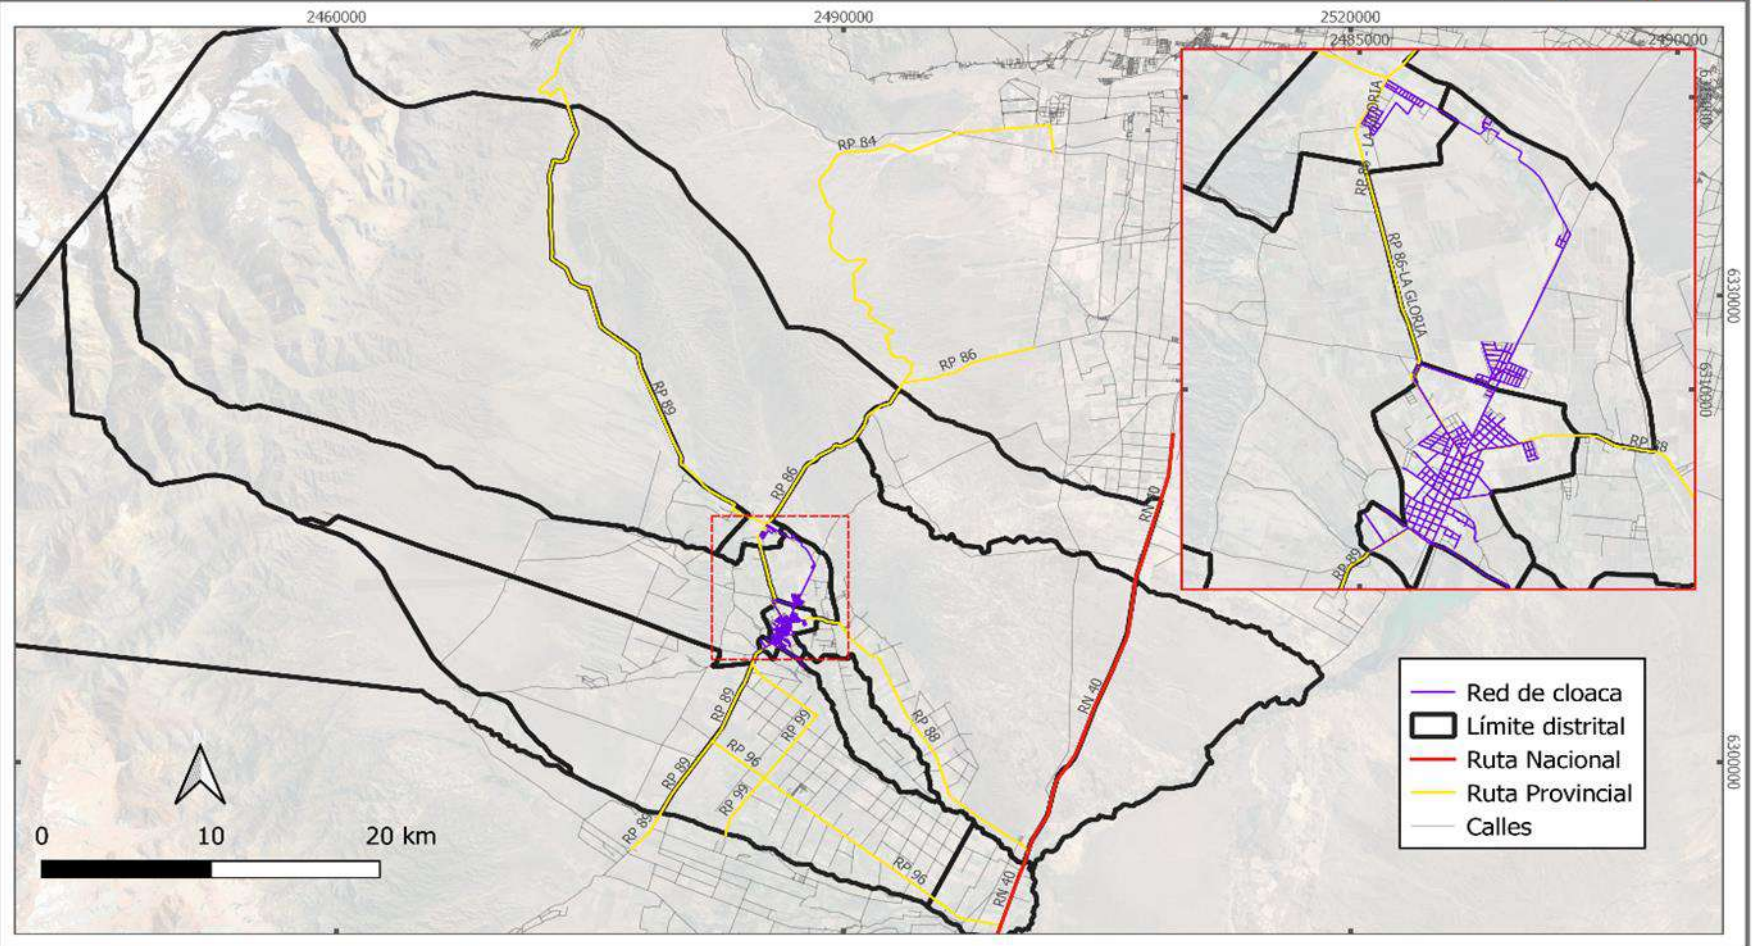 2460000
2490000
2520000
2485000
2490000
RP 84
RP 86
RP 89
RP 86
RN 40
RP 86-LA GLORIA
RP 88
RP 89
6330000
6310000
6300000
RP 89
RP 99
RP 88
RN 40
RP 96
RP 89
RP 99
RP 89
RP 96
RN 40
0 10 20 km
Red de cloaca
Límite distrital
Ruta Nacional
Ruta Provincial
Calles